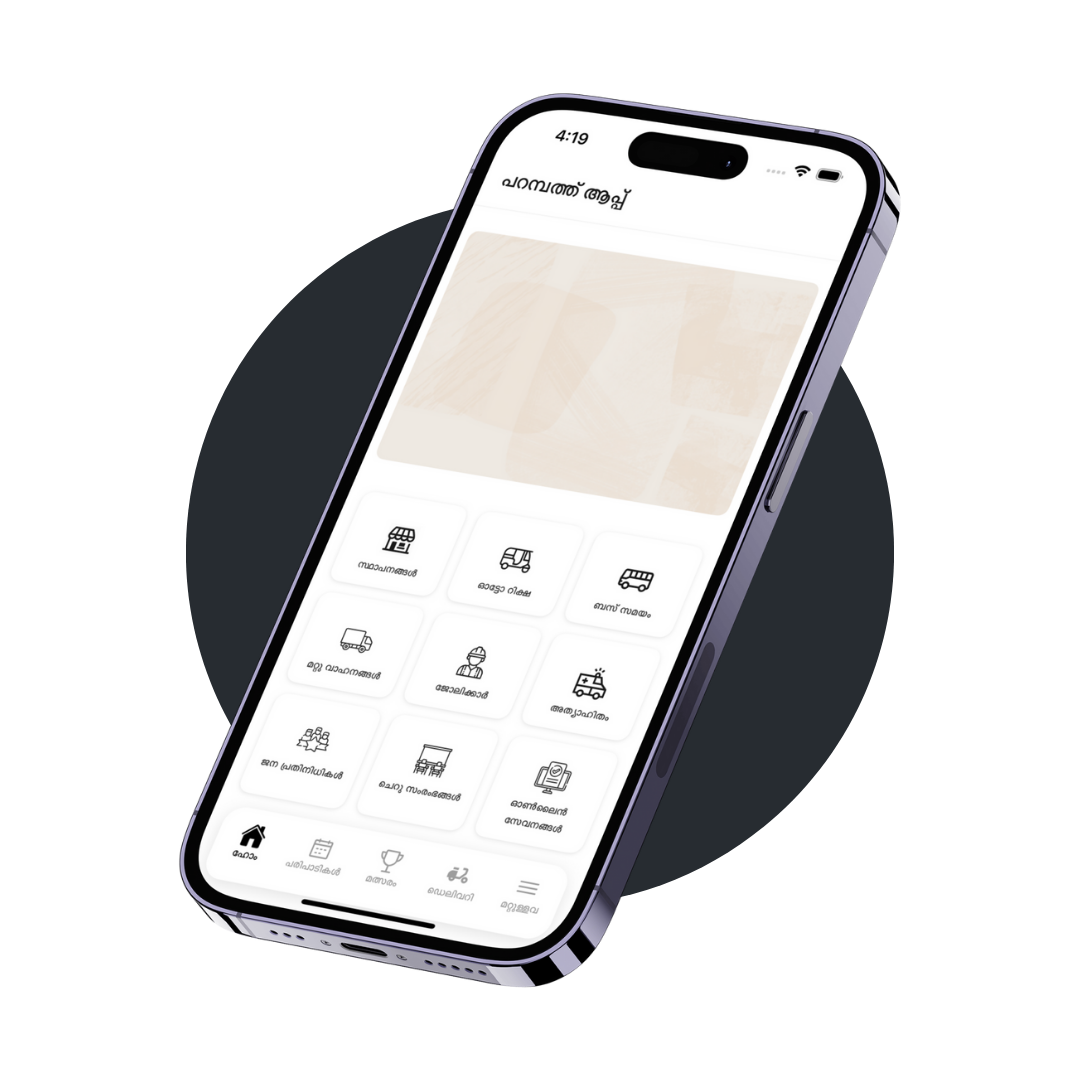 4:19
പറമ്പത്ത് ആപ്പ്
സ്ഥാപനങ്ങൾ
ഓട്ടോ റിക്ഷ
ബസ് സമയം
മറ്റു വാഹനങ്ങൾ
ജോലിക്കാർ
അത്യാഹിതം
ജന പ്രതിനിധികൾ
ചെറു സംരംഭങ്ങൾ
ഓൺലൈൻ
സേവനങ്ങൾ
ഹോം
പരിപാടികൾ
മത്സരം
ഡെലിവറി
മറ്റുള്ളവ